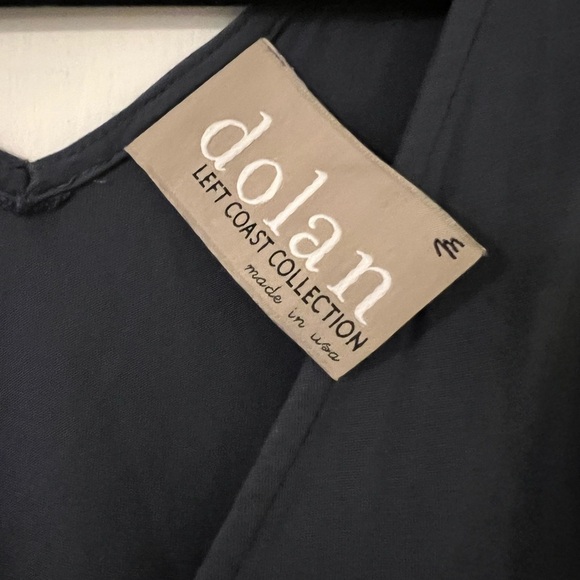 dolan
LEFT COAST COLLECTION
made in usa
M